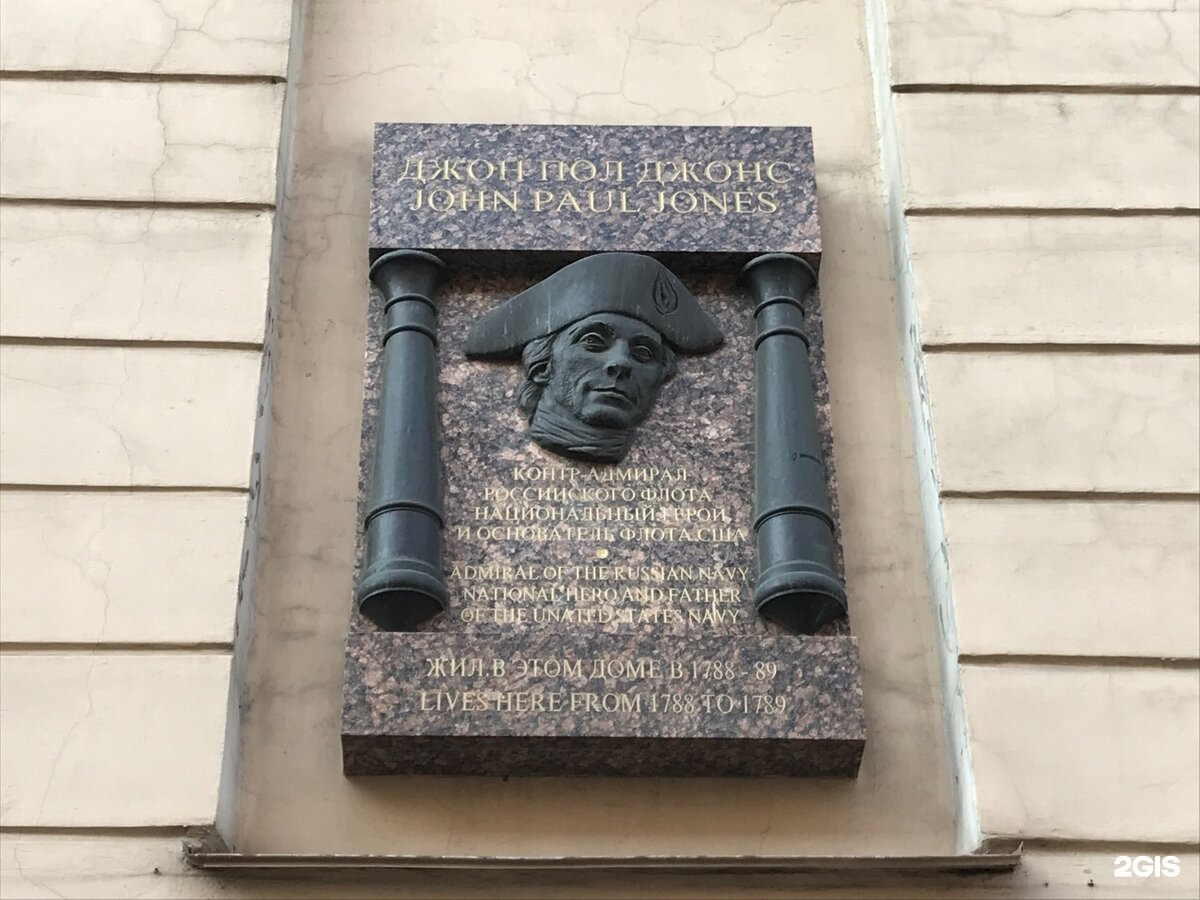 ДЖОН ПОЛ ДЖОНС
JOHN PAUL JONES
КОНТР-АДМИРАЛ
РОССИЙСКОГО ФЛОТА
НАЦИОНАЛЬНЫЙ ГЕРОЙ
И ОСНОВАТЕЛЬ ФЛОТА США
ADMIRAL OF THE RUSSIAN NAVY
NATIONAL HERO AND FATHER
OF THE UNATED STATES NAVY
ЖИЛ В ЭТОМ ДОМЕ В 1788 - 89
LIVES HERE FROM 1788 TO 1789
2GIS